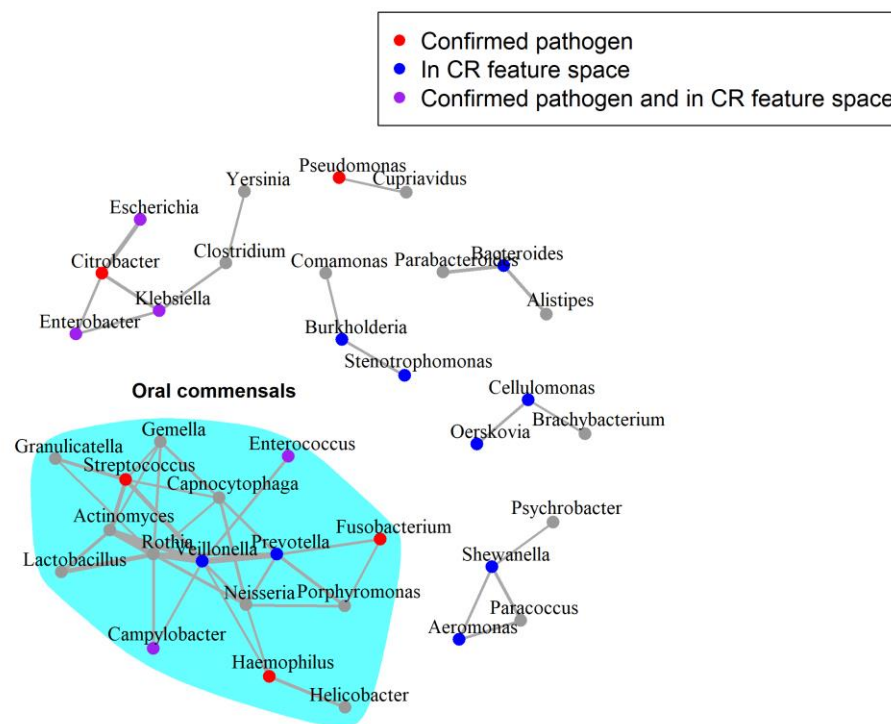 Confirmed pathogen
In CR feature space
Confirmed pathogen and in CR feature space
Pseudomonas
Yersinia
Cupriavidus
Escherichia
Clostridium
Comamonas
Parabacteroides
Bacteroides
Citrobacter
Klebsiella
Alistipes
Enterobacter
Burkholderia
Stenotrophomonas
Oral commensals
Cellulomonas
Brachybacterium
Oerskovia
Gemella
Granulicatella
Enterococcus
Streptococcus
Capnocytophaga
Psychrobacter
Actinomyces
Fusobacterium
Rothia
Veillonella
Prevotella
Shewanella
Lactobacillus
Neisseria
Porphyromonas
Paracoccus
Campylobacter
Aeromonas
Haemophilus
Helicobacter